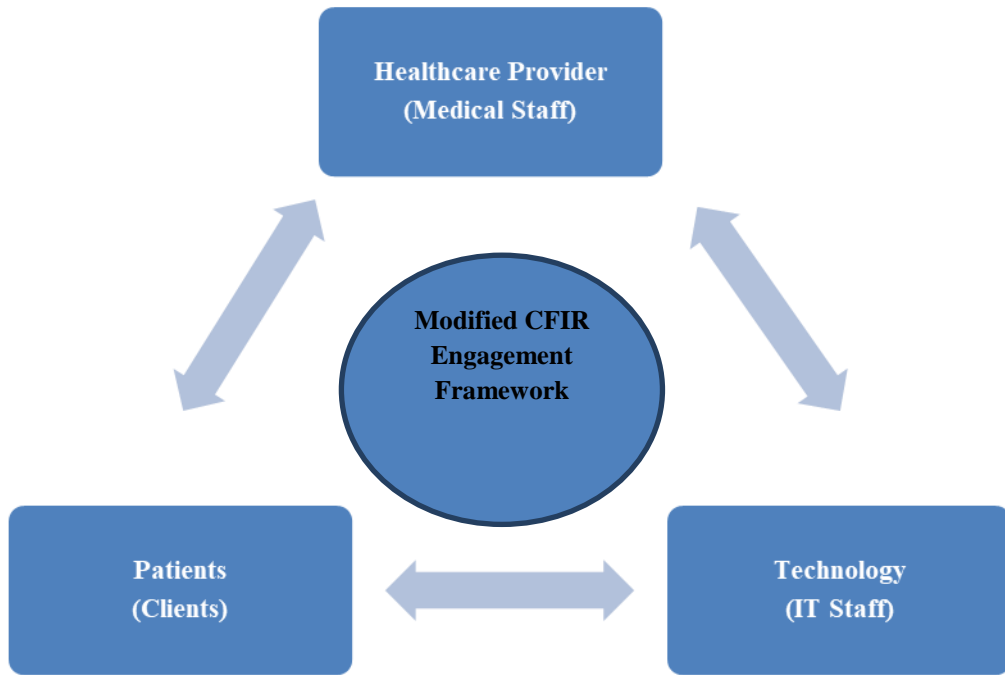 Healthcare Provider
(Medical Staff)
Modified CFIR
Engagement
Framework
Patients
(Clients)
Technology
(IT Staff)